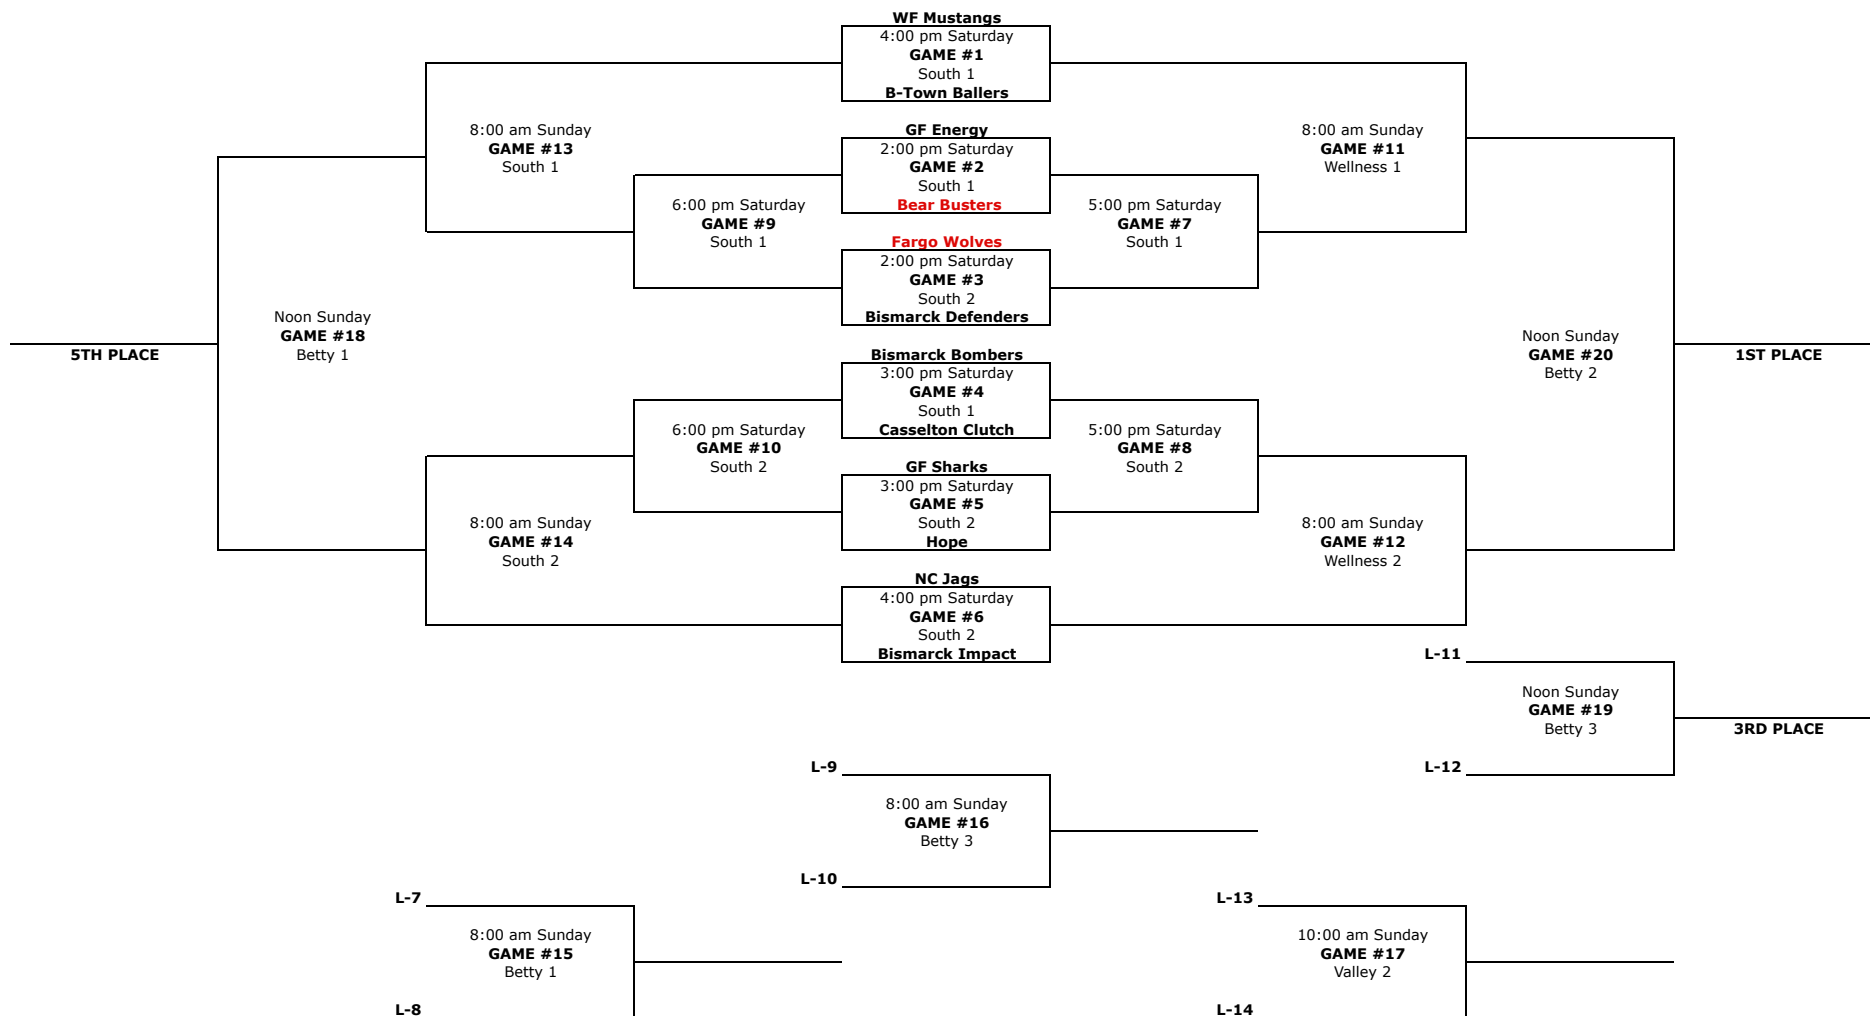 WF Mustangs
4:00 pm Saturday
GAME #1
South 1
B-Town Ballers
8:00 am Sunday
GAME #13
South 1
GF Energy
2:00 pm Saturday
GAME #2
South 1
Bear Busters
8:00 am Sunday
GAME #11
Wellness 1
6:00 pm Saturday
GAME #9
South 1
Fargo Wolves
2:00 pm Saturday
GAME #3
South 2
Bismarck Defenders
5:00 pm Saturday
GAME #7
South 1
Noon Sunday
GAME #18
Betty 1
5TH PLACE
Noon Sunday
GAME #20
Betty 2
1ST PLACE
Bismarck Bombers
3:00 pm Saturday
GAME #4
South 1
Casselton Clutch
6:00 pm Saturday
GAME #10
South 2
5:00 pm Saturday
GAME #8
South 2
GF Sharks
3:00 pm Saturday
GAME #5
South 2
Hope
8:00 am Sunday
GAME #14
South 2
8:00 am Sunday
GAME #12
Wellness 2
NC Jags
4:00 pm Saturday
GAME #6
South 2
Bismarck Impact
L-11
Noon Sunday
GAME #19
Betty 3
3RD PLACE
L-12
L-9
8:00 am Sunday
GAME #16
Betty 3
L-10
L-7
8:00 am Sunday
GAME #15
Betty 1
L-8
L-13
10:00 am Sunday
GAME #17
Valley 2
L-14